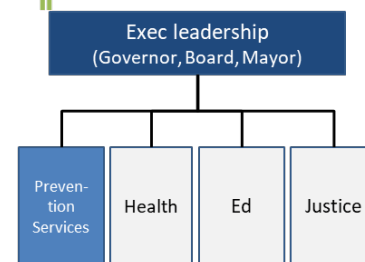 Exec leadership
(Governor, Board, Mayor)
Preven-
tion
Services
Health
Ed
Justice